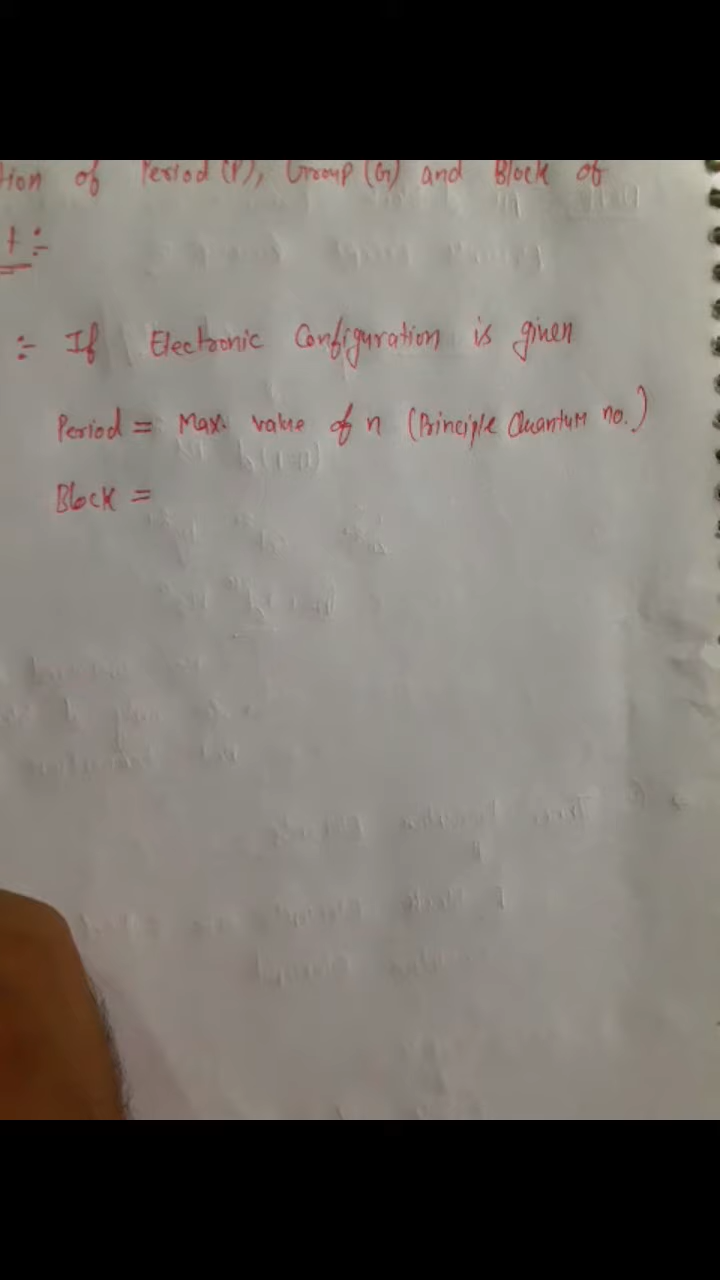 tion of Period (P), Group (G) and Block of
t :-
:- If Electronic Configuration is given
Period = Max. value of n (Principle Quantum no.)
Block =